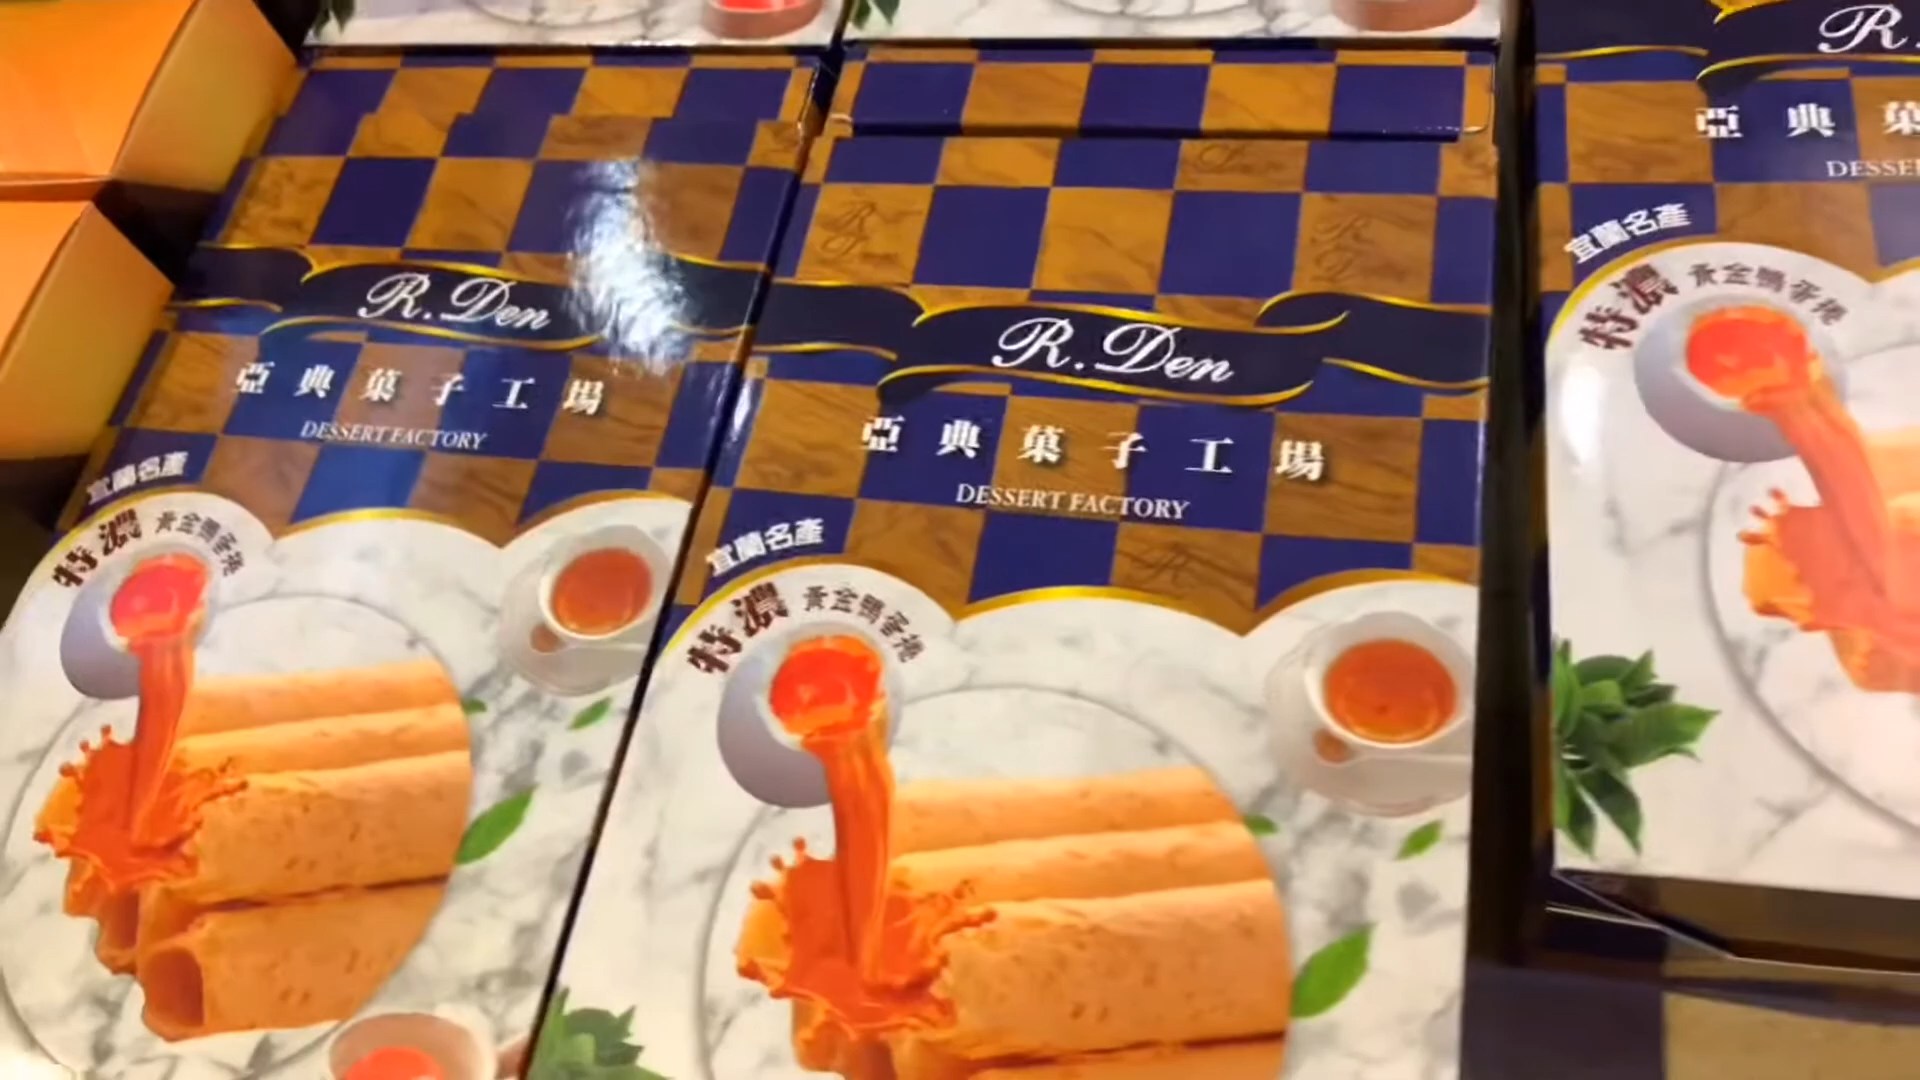 R. Den
亞典菓子工場
DESSERT FACTORY
宜蘭名產
特濃 黃金鴨蛋捲
R. Den
亞典菓子工場
DESSERT FACTORY
宜蘭名產
特濃 黃金鴨蛋捲
R.
亞典菓
宜蘭名產
特濃 黃金鴨蛋捲